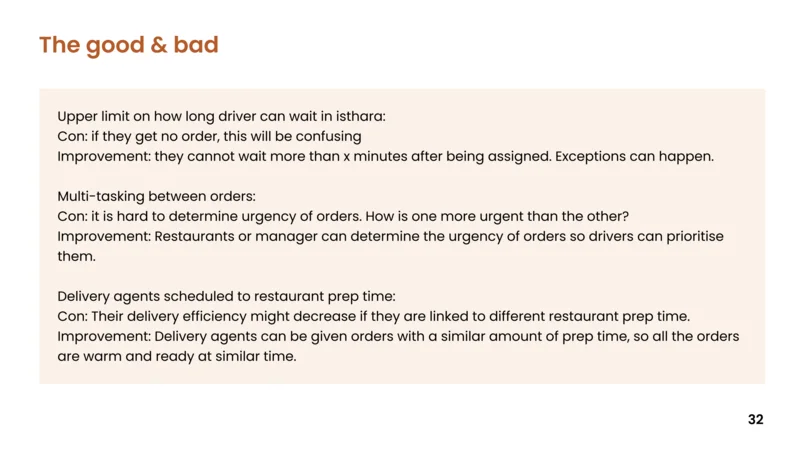 The good & bad
Upper limit on how long driver can wait in isthara:
Con: if they get no order, this will be confusing
Improvement: they cannot wait more than x minutes after being assigned. Exceptions can happen.
Multi-tasking between orders:
Con: it is hard to determine urgency of orders. How is one more urgent than the other?
Improvement: Restaurants or manager can determine the urgency of orders so drivers can prioritise
them.
Delivery agents scheduled to restaurant prep time:
Con: Their delivery efficiency might decrease if they are linked to different restaurant prep time.
Improvement: Delivery agents can be given orders with a similar amount of prep time, so all the orders
are warm and ready at similar time.
32